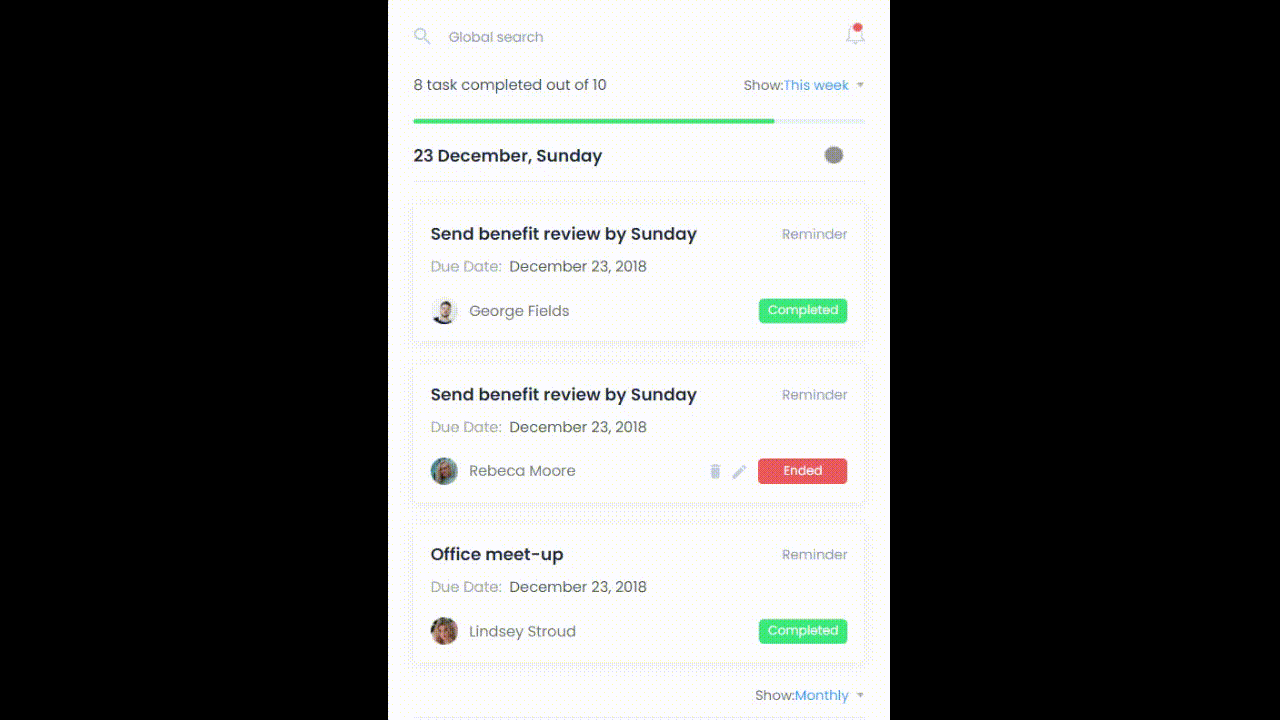 Global search
8 task completed out of 10
Show:This week
23 December, Sunday
Send benefit review by Sunday
Reminder
Due Date: December 23, 2018
George Fields
Completed
Send benefit review by Sunday
Reminder
Due Date: December 23, 2018
Rebeca Moore
Ended
Office meet-up
Reminder
Due Date: December 23, 2018
Lindsey Stroud
Completed
Show:Monthly